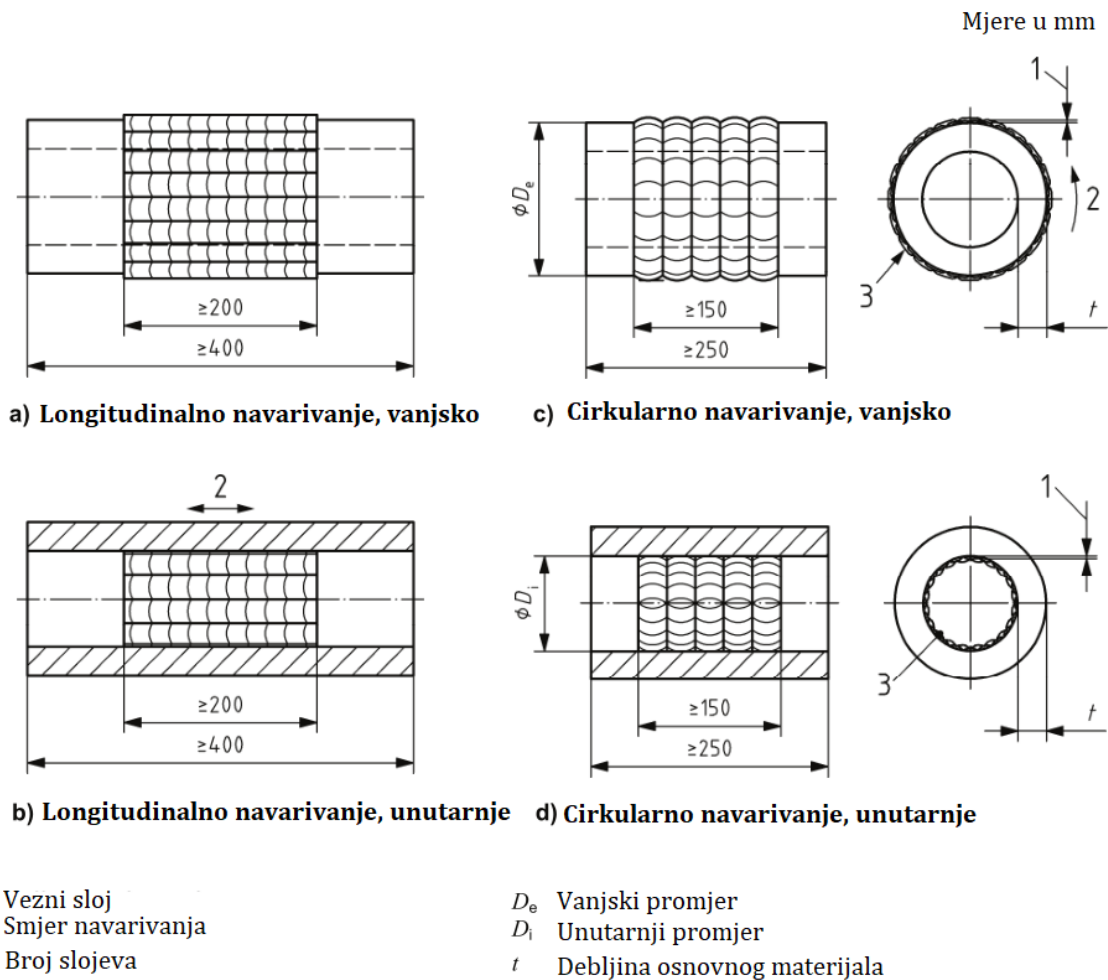 Mjere u mm
1
2
3
t
ϕDe
≥200
≥400
≥150
≥250
a) Longitudinalno navarivanje, vanjsko
c) Cirkularno navarivanje, vanjsko
2
1
3
t
ϕDi
≥200
≥400
≥150
≥250
b) Longitudinalno navarivanje, unutarnje
d) Cirkularno navarivanje, unutarnje
Vezni sloj
Smjer navarivanja
Broj slojeva
De Vanjski promjer
Di Unutarnji promjer
t Debljina osnovnog materijala